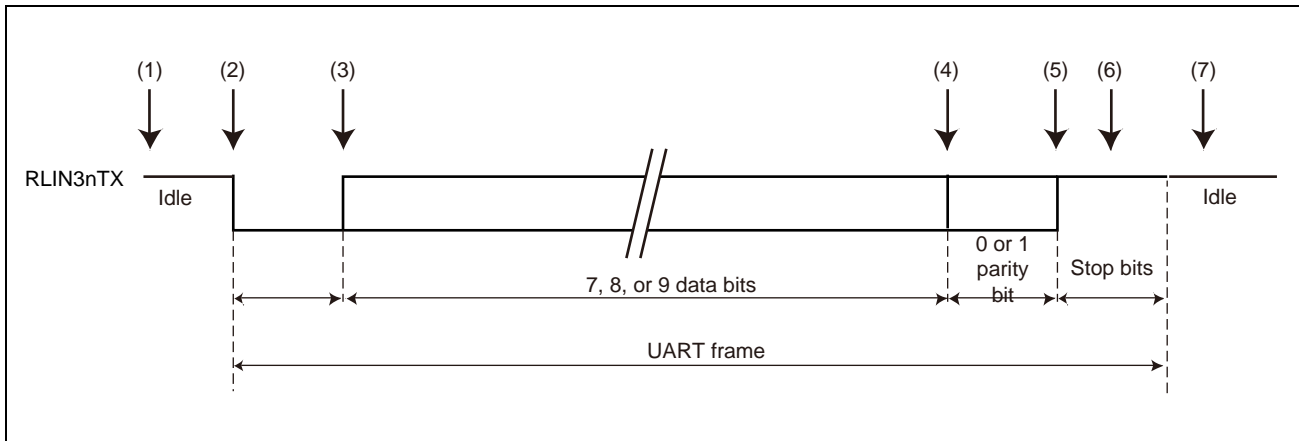 (1) (2) (3) (4) (5) (6) (7)
RLIN3nTX
Idle
Idle
7, 8, or 9 data bits
0 or 1
parity
bit
Stop bits
UART frame